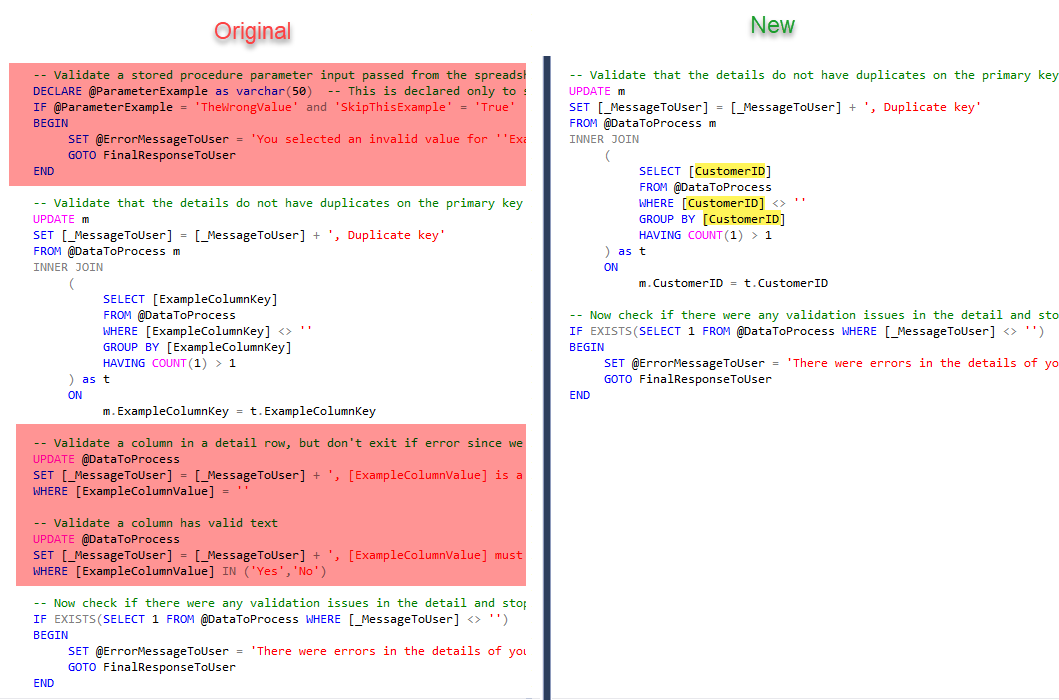 Original
-- Validate a stored procedure parameter input passed from the
DECLARE @ParameterExample as varchar(50)  -- This is declared only to
IF @ParameterExample = 'TheWrongValue' and 'SkipThisExample' = 'True'
BEGIN
SET @ErrorMessageToUser = 'You selected an invalid value for
GOTO FinalResponseToUser
END
-- Validate that the details do not have duplicates on the primary key
UPDATE m
SET [_MessageToUser] = [_MessageToUser] + ', Duplicate key'
FROM @DataToProcess m
INNER JOIN
(
SELECT [ExampleColumnKey]
FROM @DataToProcess
WHERE [ExampleColumnKey] <> ''
GROUP BY [ExampleColumnKey]
HAVING COUNT(1) > 1
) as t
ON
m.ExampleColumnKey = t.ExampleColumnKey
-- Validate a column in a detail row, but don't exit if error since we
UPDATE @DataToProcess
SET [_MessageToUser] = [_MessageToUser] + ', [ExampleColumnValue] is a
WHERE [ExampleColumnValue] = ''
-- Validate a column has valid text
UPDATE @DataToProcess
SET [_MessageToUser] = [_MessageToUser] + ', [ExampleColumnValue] must
WHERE [ExampleColumnValue] IN ('Yes','No')
-- Now check if there were any validation issues in the detail and stop
IF EXISTS(SELECT 1 FROM @DataToProcess WHERE [_MessageToUser] <> '')
BEGIN
SET @ErrorMessageToUser = 'There were errors in the details of you
GOTO FinalResponseToUser
END
New
-- Validate that the details do not have duplicates on the primary key
UPDATE m
SET [_MessageToUser] = [_MessageToUser] + ', Duplicate key'
FROM @DataToProcess m
INNER JOIN
(
SELECT [CustomerID]
FROM @DataToProcess
WHERE [CustomerID] <> ''
GROUP BY [CustomerID]
HAVING COUNT(1) > 1
) as t
ON
m.CustomerID = t.CustomerID
-- Now check if there were any validation issues in the detail and sto
IF EXISTS(SELECT 1 FROM @DataToProcess WHERE [_MessageToUser] <> '')
BEGIN
SET @ErrorMessageToUser = 'There were errors in the details of yo
GOTO FinalResponseToUser
END